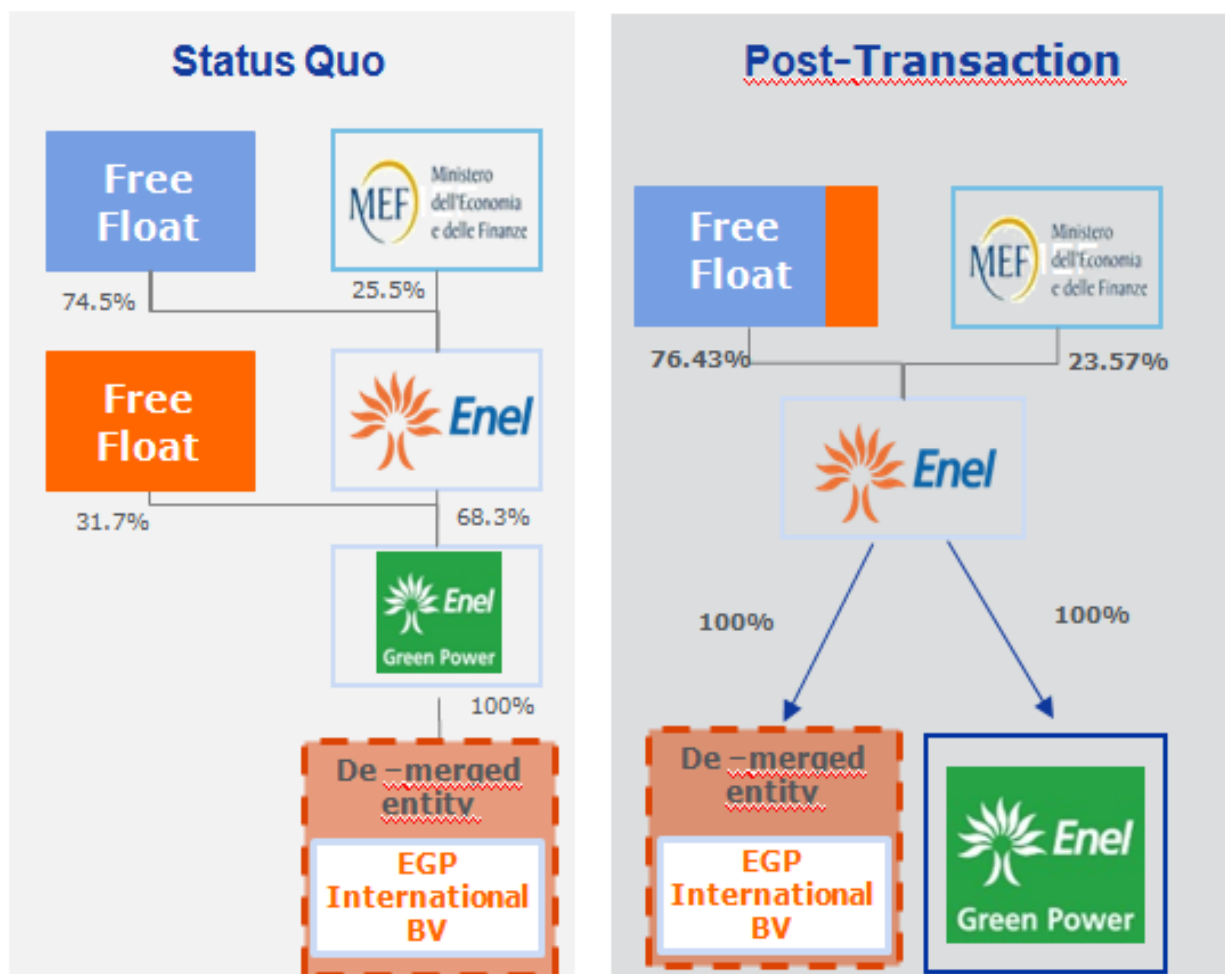 Status Quo
Free
Float
MEF
Ministero
dell'Economia
e delle Finanze
74.5%
25.5%
Free
Float
Enel
31.7%
68.3%
Enel
Green Power
100%
De -merged
entity
EGP
International
BV
Post-Transaction
Free
Float
MEF
Ministero
dell'Economia
e delle Finanze
76.43%
23.57%
Enel
100%
100%
De -merged
entity
EGP
International
BV
Enel
Green Power